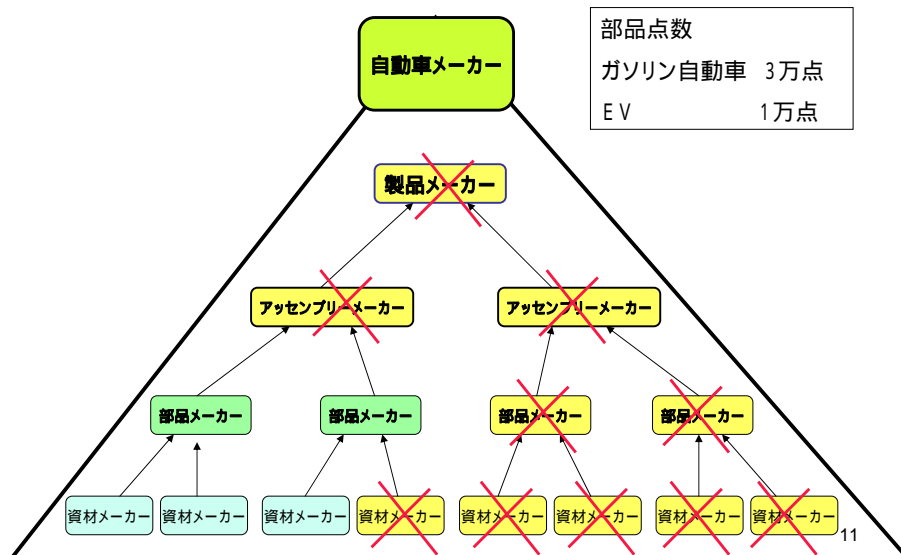 部品点数
ガソリン自動車 3万点
EV 1万点
自動車メーカー
製品メーカー
アッセンブリーメーカー
アッセンブリーメーカー
部品メーカー
部品メーカー
部品メーカー
部品メーカー
資材メーカー
資材メーカー
資材メーカー
資材メーカー
資材メーカー
資材メーカー
資材メーカー
資材メーカー
11